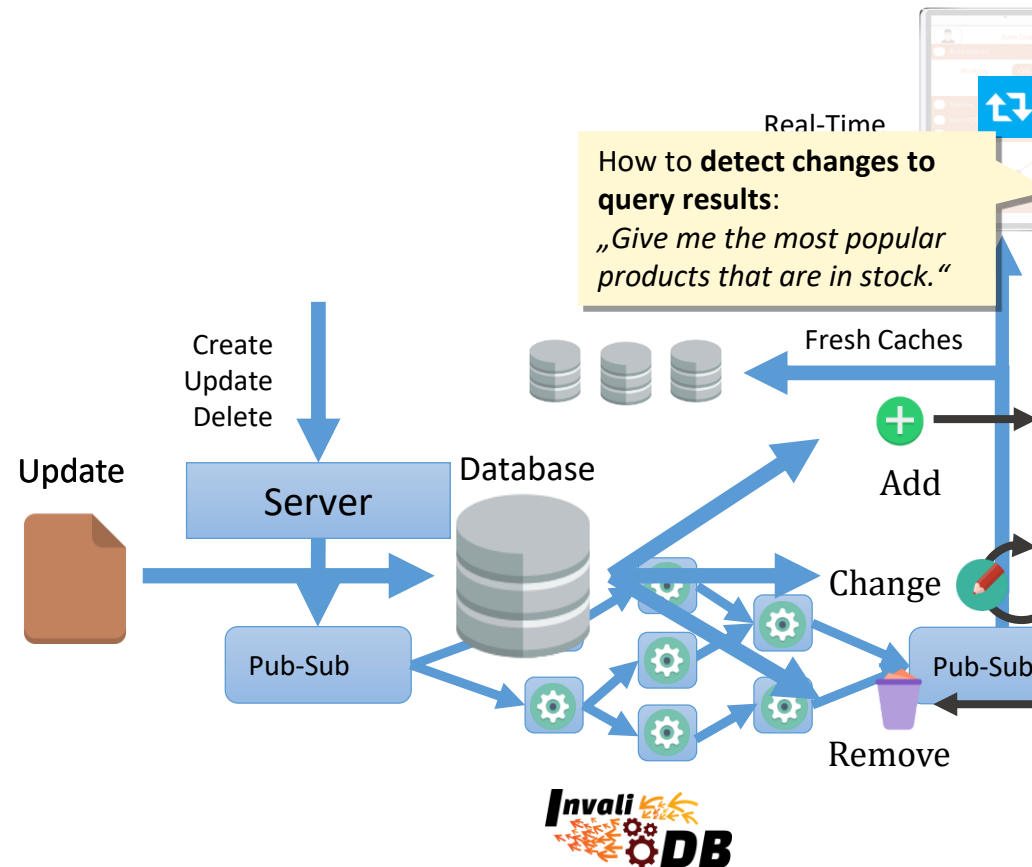 Real-Time
How to detect changes to
query results:
„Give me the most popular
products that are in stock.“
Fresh Caches
Create
Update
Delete
Add
Update
Server
Database
Change
Pub-Sub
Pub-Sub
Remove
Invali
DB